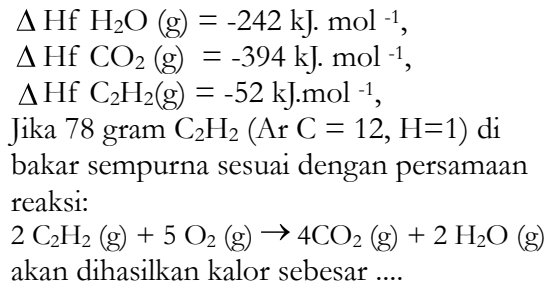 Δ Hf H₂O (g) = -242 kJ. mol ⁻¹,
Δ Hf CO₂ (g) = -394 kJ. mol ⁻¹,
Δ Hf C₂H₂(g) = -52 kJ.mol ⁻¹,
Jika 78 gram C₂H₂ (Ar C = 12, H=1) di
bakar sempurna sesuai dengan persamaan
reaksi:
2 C₂H₂ (g) + 5 O₂ (g) → 4CO₂ (g) + 2 H₂O (g)
akan dihasilkan kalor sebesar ....